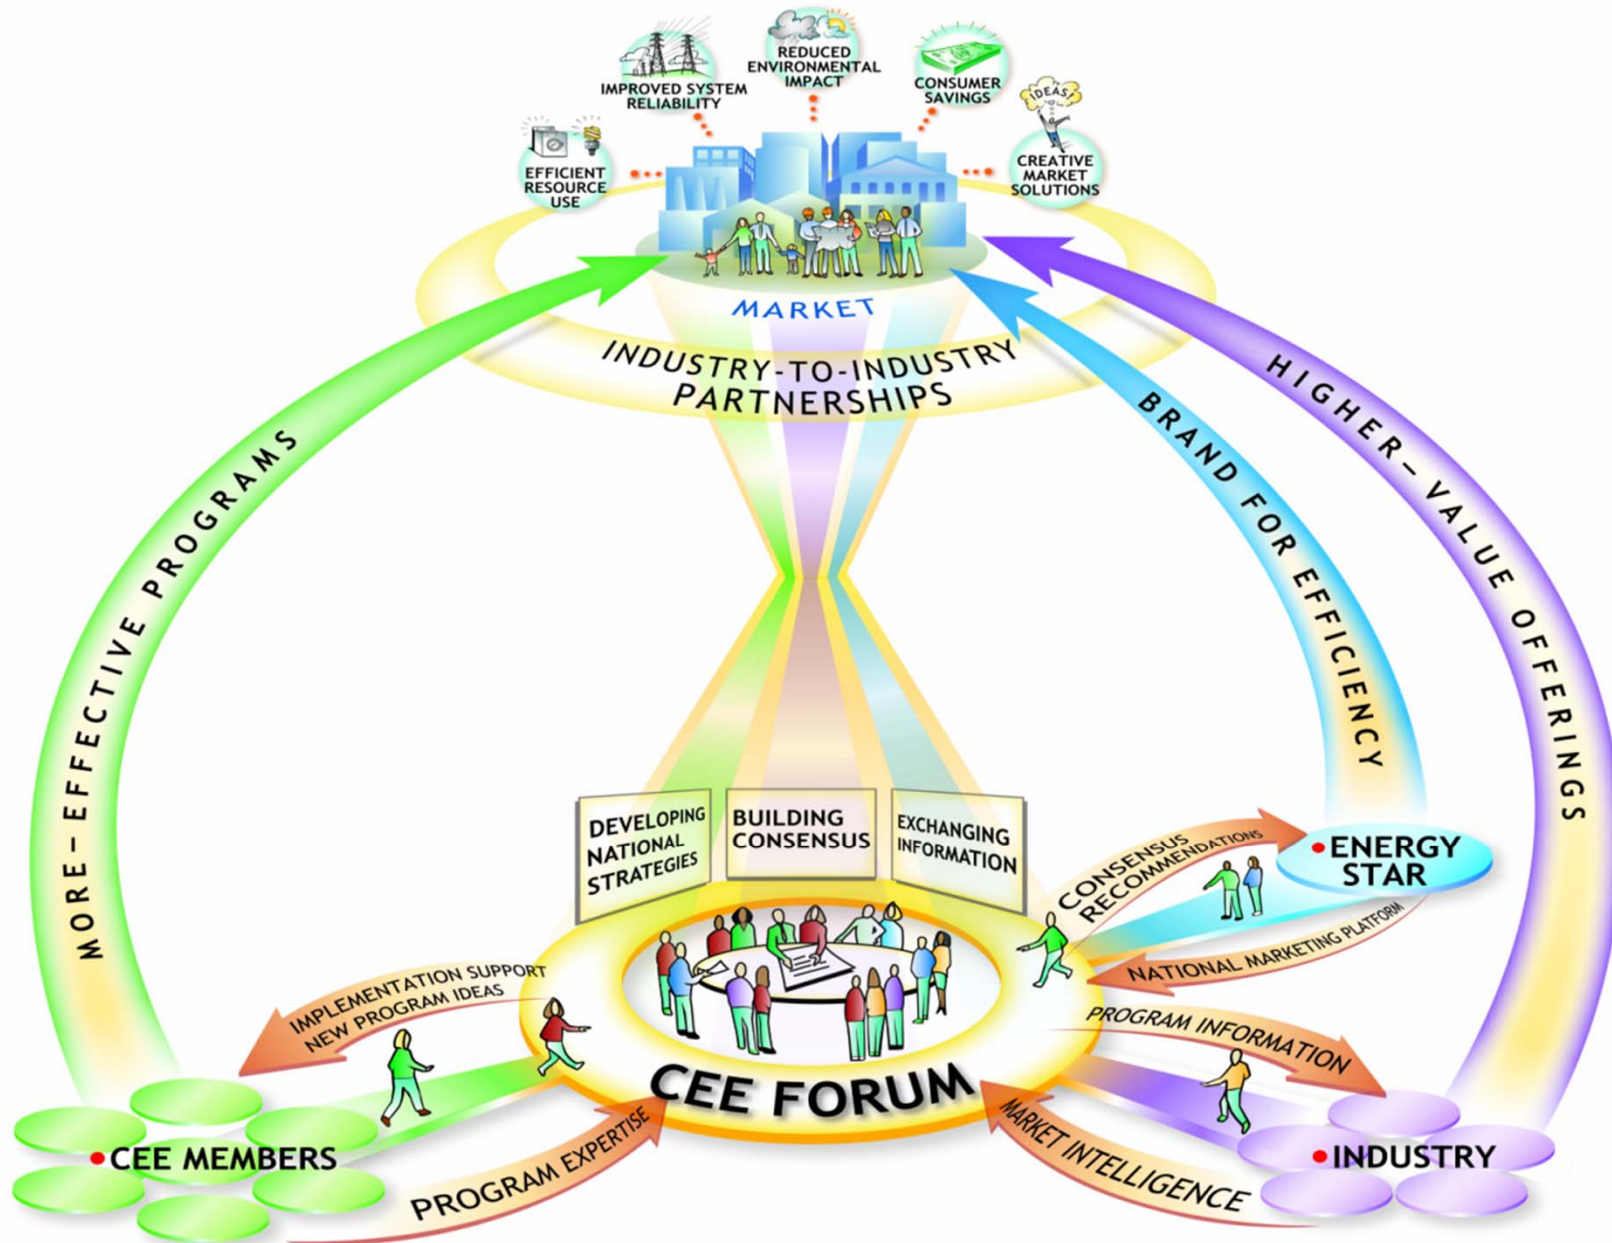 IMPROVED SYSTEM
RELIABILITY
REDUCED
ENVIRONMENTAL
IMPACT
CONSUMER
SAVINGS
IDEAS!
EFFICIENT
RESOURCE
USE
CREATIVE
MARKET
SOLUTIONS
MARKET
INDUSTRY-TO-INDUSTRY
PARTNERSHIPS
MORE-EFFECTIVE PROGRAMS
BRAND FOR EFFICIENCY
HIGHER-VALUE OFFERINGS
DEVELOPING
NATIONAL
STRATEGIES
BUILDING
CONSENSUS
EXCHANGING
INFORMATION
CONSENSUS
RECOMMENDATIONS
•ENERGY
STAR
NATIONAL MARKETING PLATFORM
IMPLEMENTATION SUPPORT
NEW PROGRAM IDEAS
PROGRAM INFORMATION
CEE FORUM
•CEE MEMBERS
PROGRAM EXPERTISE
MARKET INTELLIGENCE
•INDUSTRY